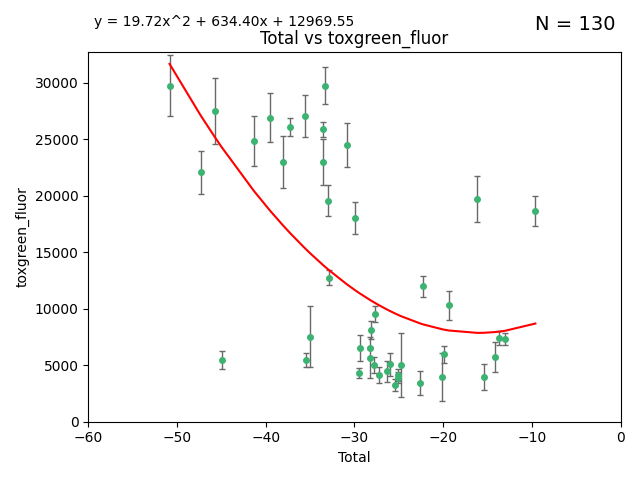 y = 19.72x^2 + 634.40x + 12969.55
N = 130
Total vs toxgreen_fluor
30000
25000
20000
15000
10000
5000
0
toxgreen_fluor
−60 −50 −40 −30 −20 −10 0
Total